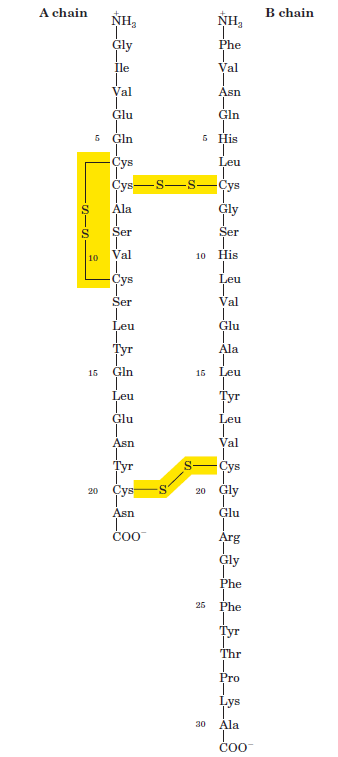 A chain B chain
⁺NH₃ ⁺NH₃
Gly Phe
Ile Val
Val Asn
Glu Gln
5 Gln 5 His
Cys Leu
Cys S S Cys
S Ala Gly
S Ser Ser
10 Val 10 His
Cys Leu
Ser Val
Leu Glu
Tyr Ala
15 Gln 15 Leu
Leu Tyr
Glu Leu
Asn Val
Tyr S Cys
20 Cys S 20 Gly
Asn Glu
COO⁻ Arg
Gly
Phe
25 Phe
Tyr
Thr
Pro
Lys
30 Ala
COO⁻